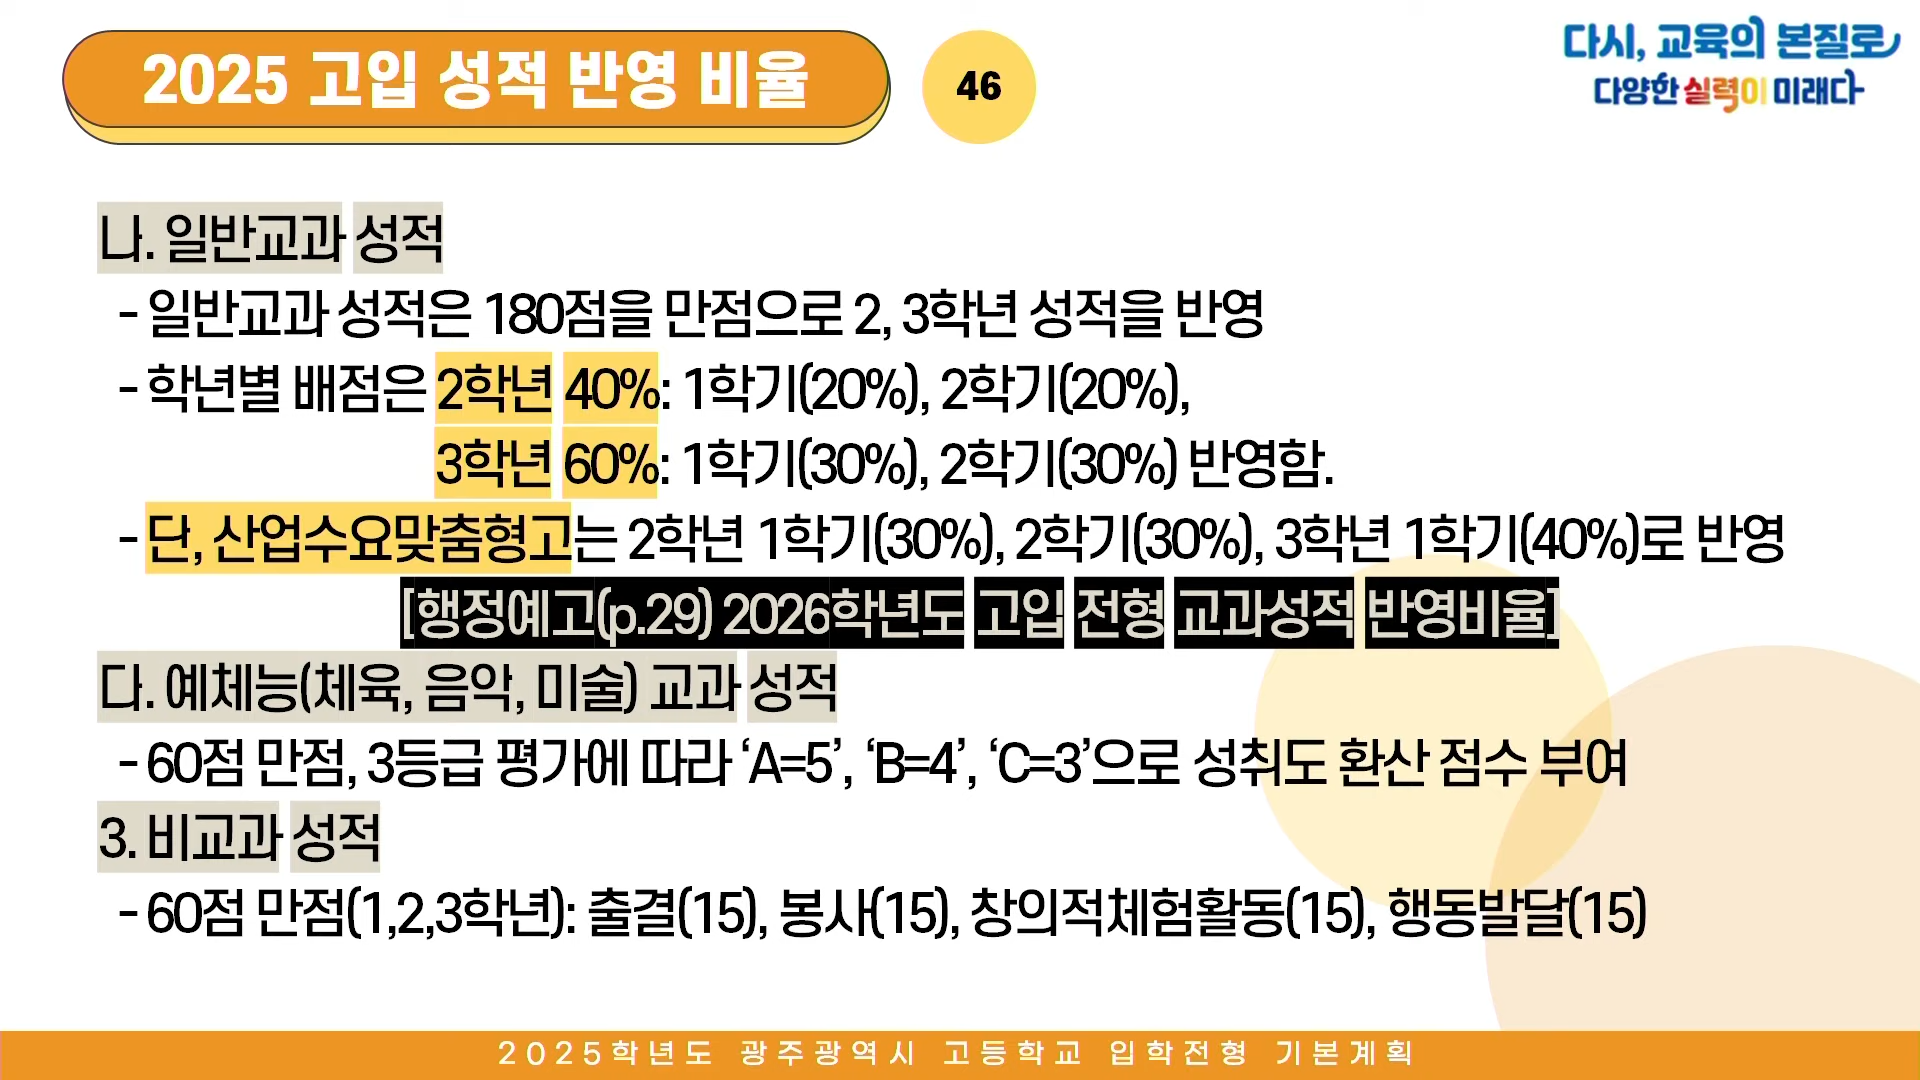 2025 고입 성적 반영 비율
46
다시, 교육의 본질로
다양한 실력이 미래다
나. 일반교과 성적
- 일반교과 성적은 180점을 만점으로 2, 3학년 성적을 반영
- 학년별 배점은 2학년 40%: 1학기(20%), 2학기(20%),
3학년 60%: 1학기(30%), 2학기(30%) 반영함.
- 단, 산업수요맞춤형고는 2학년 1학기(30%), 2학기(30%), 3학년 1학기(40%)로 반영
[행정예고(p.29) 2026학년도 고입 전형 교과성적 반영비율]
다. 예체능(체육, 음악, 미술) 교과 성적
- 60점 만점, 3등급 평가에 따라 ‘A=5’, ‘B=4’, ‘C=3’으로 성취도 환산 점수 부여
3. 비교과 성적
- 60점 만점(1,2,3학년): 출결(15), 봉사(15), 창의적체험활동(15), 행동발달(15)
2025학년도 광주광역시 고등학교 입학전형 기본계획